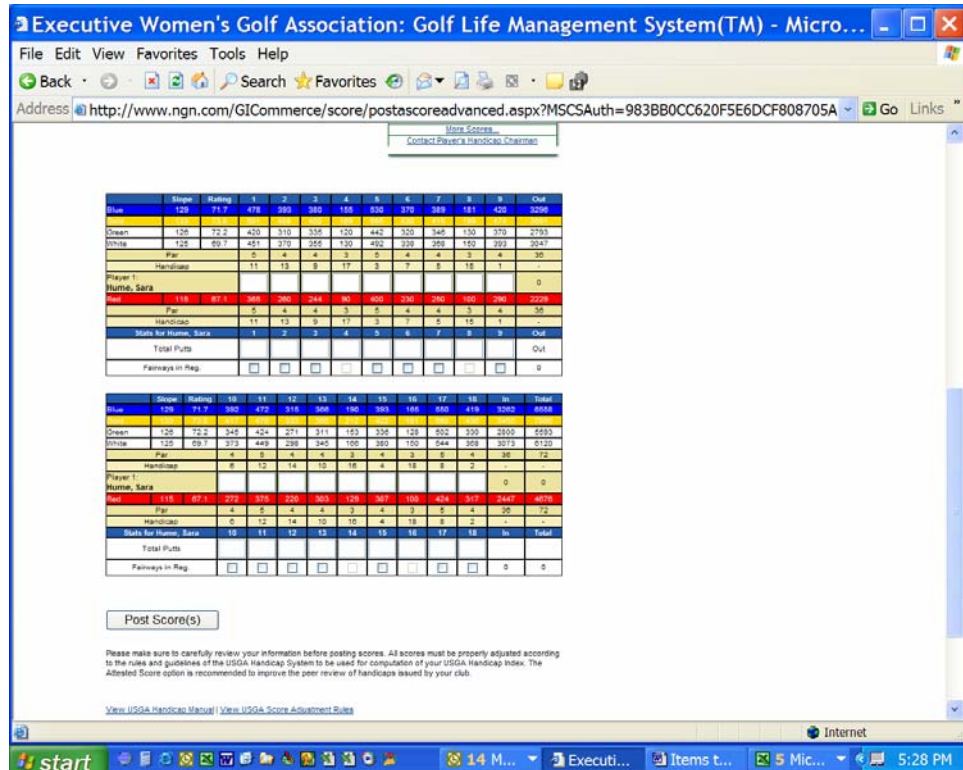 Executive Women's Golf Association: Golf Life Management System(TM) - Micro...
File Edit View Favorites Tools Help
Back Search Favorites
Address http://www.ngn.com/GICommerce/score/postascoreadvanced.aspx?MSCSAuth=983BB0CC620F5E6DCF808705A Go Links
More Scores...
Contact Player's Handicap Chairman
Slope Rating 1 2 3 4 5 6 7 8 9 Out
Blue 129 71.7 478 393 380 155 530 370 389 181 420 3296
Green 126 72.2 420 310 335 120 442 320 346 130 370 2793
White 125 69.7 451 370 355 130 492 338 358 150 393 3047
Par 5 4 4 3 5 4 4 3 4 36
Handicap 11 13 9 17 3 7 5 15 1 -
Player 1:
Hume, Sara 0
Red 115 67.1 365 260 244 90 400 230 250 100 290 2229
Par 5 4 4 3 5 4 4 3 4 36
Handicap 11 13 9 17 3 7 5 15 1 -
Stats for Hume, Sara 1 2 3 4 5 6 7 8 9 Out
Total Putts Out
Fairways in Reg. 0
Slope Rating 10 11 12 13 14 15 16 17 18 In Total
Blue 129 71.7 392 472 315 366 190 393 165 550 419 3262 6558
Green 126 72.2 345 424 271 311 163 336 128 502 330 2800 5593
White 125 69.7 373 449 298 345 166 380 150 544 368 3073 6120
Par 4 5 4 4 3 4 3 5 4 36 72
Handicap 6 12 14 10 16 4 18 8 2 - -
Player 1:
Hume, Sara 0 0
Red 115 67.1 272 375 220 303 129 307 100 424 317 2447 4676
Par 4 5 4 4 3 4 3 5 4 36 72
Handicap 6 12 14 10 16 4 18 8 2 - -
Stats for Hume, Sara 10 11 12 13 14 15 16 17 18 In Total
Total Putts
Fairways in Reg. 0 0
Post Score(s)
Please make sure to carefully review your information before posting scores. All scores must be properly adjusted according
to the rules and guidelines of the USGA Handicap System to be used for computation of your USGA Handicap Index. The
Attested Score option is recommended to improve the peer review of handicaps issued by your club.
View USGA Handicap Manual | View USGA Score Adjustment Rules
Internet
start 14 M... Executi... Items t... 5 Mic... 5:28 PM